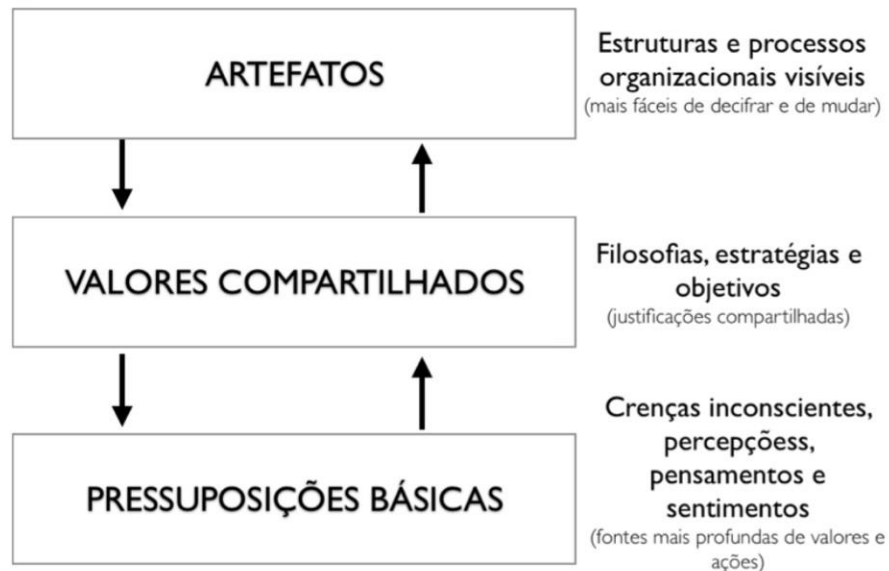 ARTEFATOS
Estruturas e processos
organizacionais visíveis
(mais fáceis de decifrar e de mudar)
VALORES COMPARTILHADOS
Filosofias, estratégias e
objetivos
(justificações compartilhadas)
PRESSUPOSIÇÕES BÁSICAS
Crenças inconscientes,
percepçõess,
pensamentos e
sentimentos
(fontes mais profundas de valores e
ações)